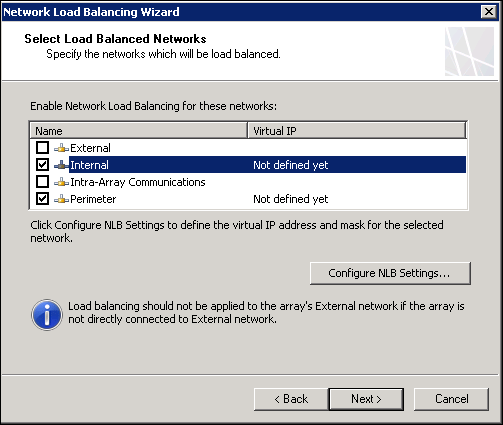 Network Load Balancing Wizard
Select Load Balanced Networks
Specify the networks which will be load balanced.
Enable Network Load Balancing for these networks:
Name Virtual IP
External
Internal Not defined yet
Intra-Array Communications
Perimeter Not defined yet
Click Configure NLB Settings to define the virtual IP address and mask for the selected
network.
Configure NLB Settings...
Load balancing should not be applied to the array's External network if the array is
not directly connected to External network.
< Back Next > Cancel